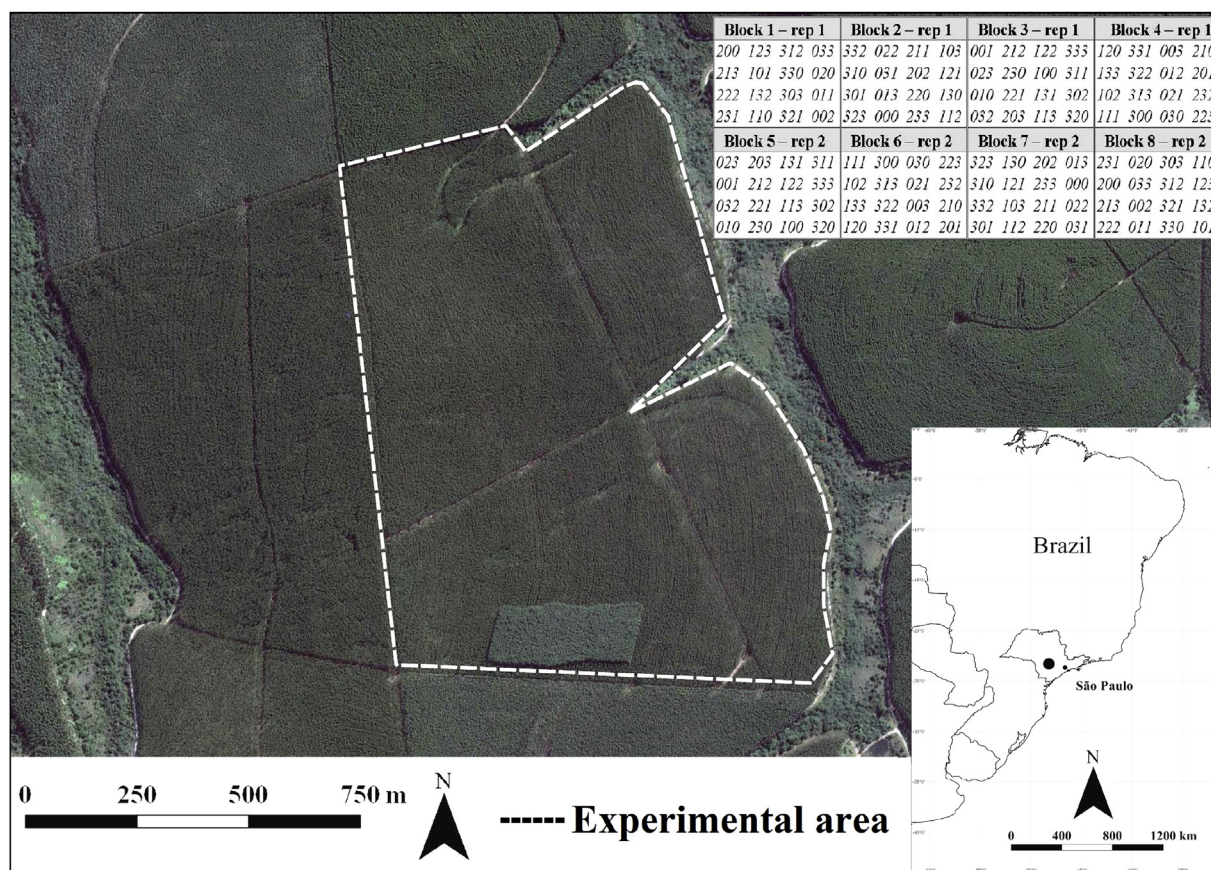 Block 1 – rep 1 Block 2 – rep 1 Block 3 – rep 1 Block 4 – rep 1
200 123 312 033 332 022 211 103 001 212 122 333 120 331 003 210
213 101 330 020 310 031 202 121 023 230 100 311 133 322 012 201
222 132 303 011 301 013 220 130 010 221 131 302 102 313 021 232
231 110 321 002 323 000 233 112 032 203 113 320 111 300 030 223
Block 5 – rep 2 Block 6 – rep 2 Block 7 – rep 2 Block 8 – rep 2
023 203 131 311 111 300 030 223 323 130 202 013 231 020 303 110
001 212 122 333 102 313 021 232 310 121 233 000 200 033 312 123
032 221 113 302 133 322 003 210 332 103 211 022 213 002 321 132
010 230 100 320 120 331 012 201 301 112 220 031 222 011 330 101
Brazil
São Paulo
N
0 400 800 1200 km
0 250 500 750 m
N
Experimental area